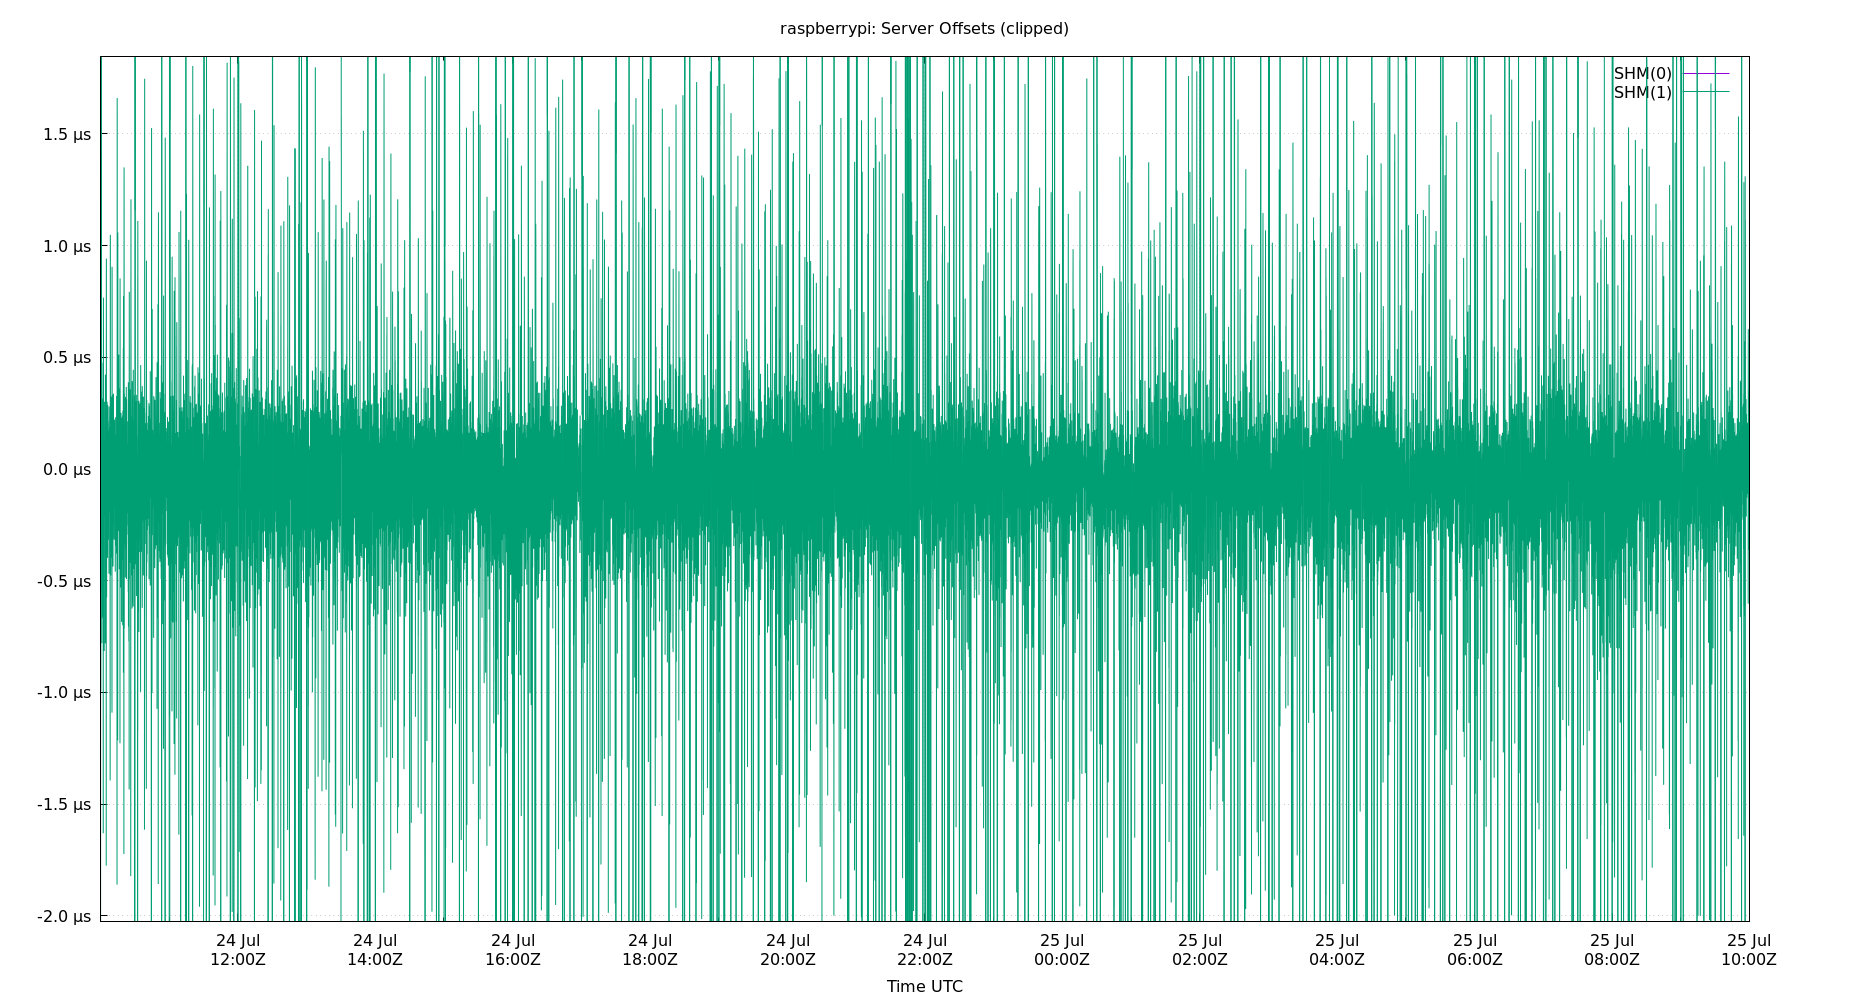 raspberrypi: Server Offsets (clipped)
SHM(0)
SHM(1)
1.5 µs
1.0 µs
0.5 µs
0.0 µs
-0.5 µs
-1.0 µs
-1.5 µs
-2.0 µs
24 Jul 24 Jul 24 Jul 24 Jul 24 Jul 24 Jul 25 Jul 25 Jul 25 Jul 25 Jul 25 Jul 25 Jul
12:00Z 14:00Z 16:00Z 18:00Z 20:00Z 22:00Z 00:00Z 02:00Z 04:00Z 06:00Z 08:00Z 10:00Z
Time UTC